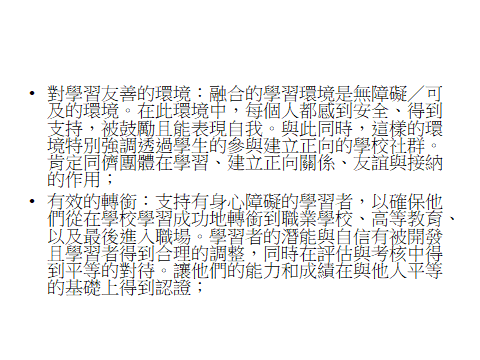 • 對學習友善的環境：融合的學習環境是無障礙／可
及的環境。在此環境中，每個人都感到安全、得到
支持，被鼓勵且能表現自我。與此同時，這樣的環
境特別強調透過學生的參與建立正向的學校社群。
肯定同儕團體在學習、建立正向關係、友誼與接納
的作用；
• 有效的轉銜：支持有身心障礙的學習者，以確保他
們從在學校學習成功地轉銜到職業學校、高等教育、
以及最後進入職場。學習者的潛能與自信有被開發
且學習者得到合理的調整，同時在評估與考核中得
到平等的對待。讓他們的能力和成績在與他人平等
的基礎上得到認證；